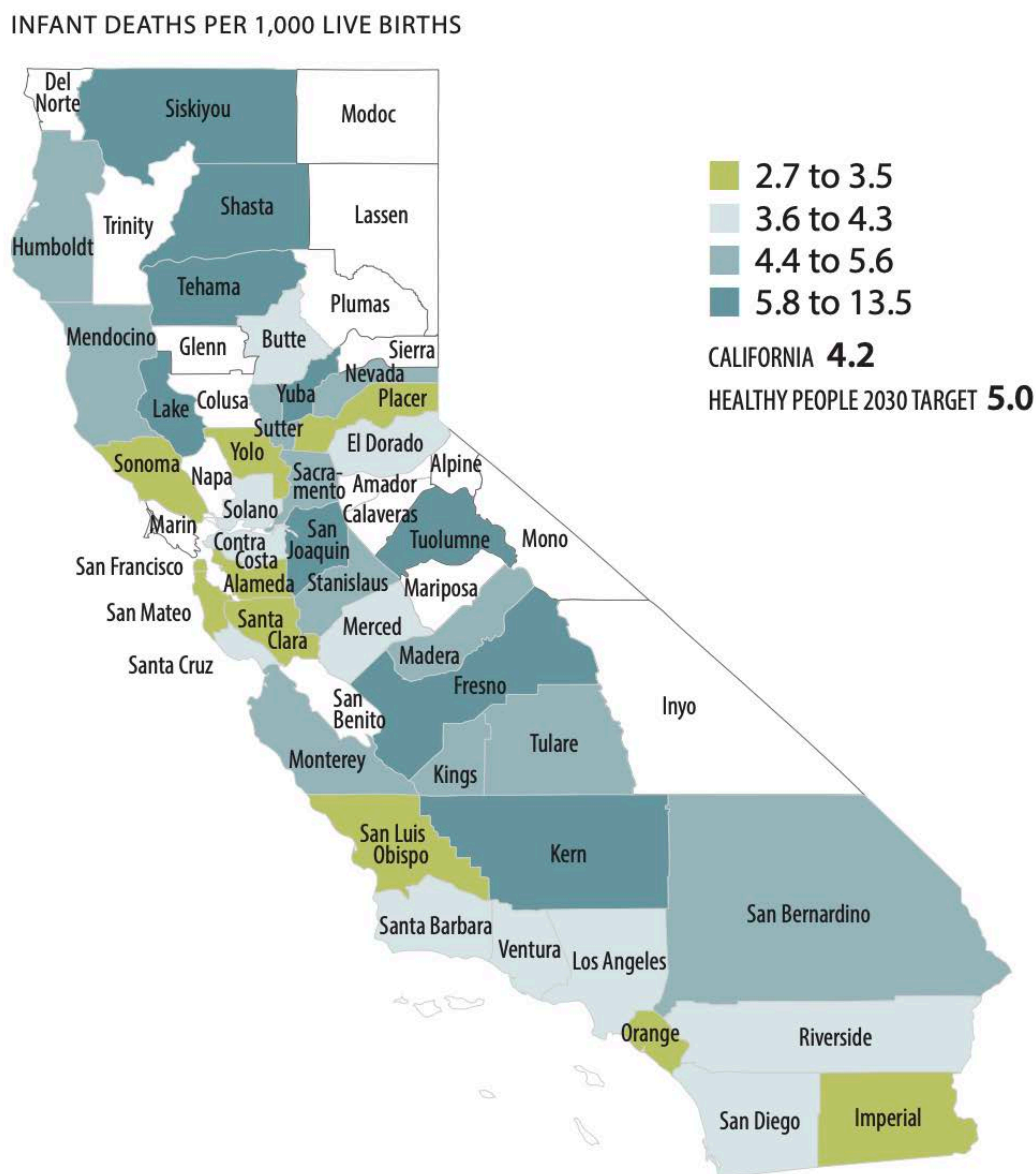 INFANT DEATHS PER 1,000 LIVE BIRTHS
2.7 to 3.5
3.6 to 4.3
4.4 to 5.6
5.8 to 13.5
CALIFORNIA 4.2
HEALTHY PEOPLE 2030 TARGET 5.0
Del
Norte
Siskiyou
Modoc
Humboldt
Trinity
Shasta
Lassen
Tehama
Plumas
Mendocino
Glenn
Butte
Sierra
Nevada
Lake
Colusa
Yuba
Placer
Sutter
Sonoma
Yolo
El Dorado
Napa
Sacra-
mento
Alpine
Amador
Solano
Calaveras
Marin
Contra
Costa
San
Joaquin
Tuolumne
Mono
San Francisco
Alameda
Stanislaus
Mariposa
San Mateo
Santa
Clara
Merced
Santa Cruz
Madera
San
Benito
Fresno
Inyo
Monterey
Kings
Tulare
San Luis
Obispo
Kern
San Bernardino
Santa Barbara
Ventura
Los Angeles
Orange
Riverside
San Diego
Imperial